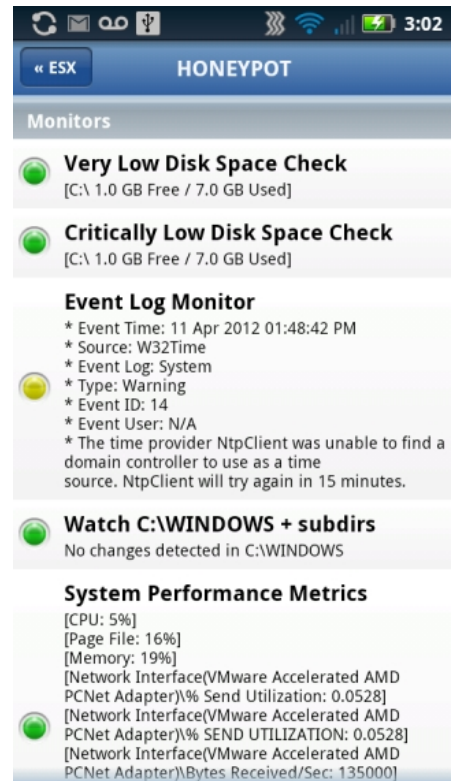 3:02
« ESX
HONEYPOT
Monitors
Very Low Disk Space Check
[C:\ 1.0 GB Free / 7.0 GB Used]
Critically Low Disk Space Check
[C:\ 1.0 GB Free / 7.0 GB Used]
Event Log Monitor
* Event Time: 11 Apr 2012 01:48:42 PM
* Source: W32Time
* Event Log: System
* Type: Warning
* Event ID: 14
* Event User: N/A
* The time provider NtpClient was unable to find a
domain controller to use as a time
source. NtpClient will try again in 15 minutes.
Watch C:\WINDOWS + subdirs
No changes detected in C:\WINDOWS
System Performance Metrics
[CPU: 5%]
[Page File: 16%]
[Memory: 19%]
[Network Interface(VMware Accelerated AMD
PCNet Adapter)\% Send Utilization: 0.0528]
[Network Interface(VMware Accelerated AMD
PCNet Adapter)\% SEND UTILIZATION: 0.0528]
[Network Interface(VMware Accelerated AMD
PCNet Adapter)\Bytes Received/Sec: 135000]